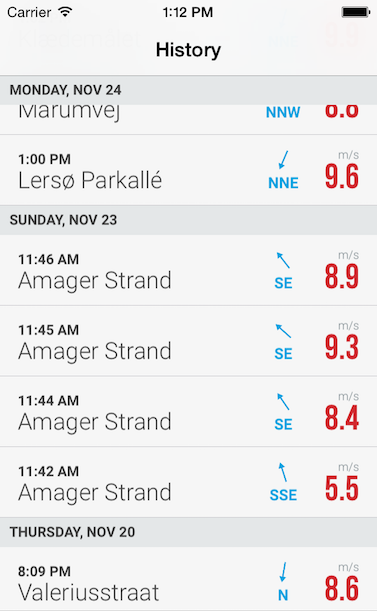 Carrier 1:12 PM
History
MONDAY, NOV 24
Marumvej NNW
1:00 PM m/s
Lersø Parkallé NNE 9.6
SUNDAY, NOV 23
11:46 AM m/s
Amager Strand SE 8.9
11:45 AM m/s
Amager Strand SE 9.3
11:44 AM m/s
Amager Strand SE 8.4
11:42 AM m/s
Amager Strand SSE 5.5
THURSDAY, NOV 20
8:09 PM m/s
Valeriusstraat N 8.6